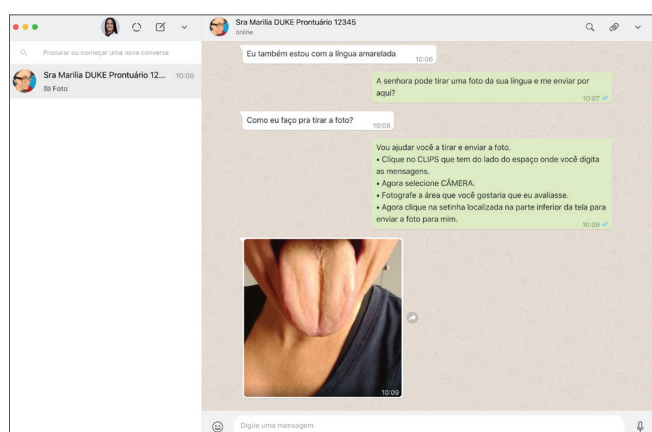 Sra Marilia DUKE Prontuário 12345
online
Procurar ou começar uma nova conversa
Sra Marilia DUKE Prontuário 12... 10:09
Foto
Eu também estou com a língua amarelada
10:06
A senhora pode tirar uma foto da sua língua e me enviar por
aqui?
10:07
Como eu faço pra tirar a foto?
10:08
Vou ajudar você a tirar e enviar a foto.
• Clique no CLIPS que tem do lado do espaço onde você digita
as mensagens.
• Agora selecione CÂMERA.
• Fotografe a área que você gostaria que eu avaliasse.
• Agora clique na setinha localizada na parte inferior da tela para
enviar a foto para mim.
10:09
10:09
Digite uma mensagem